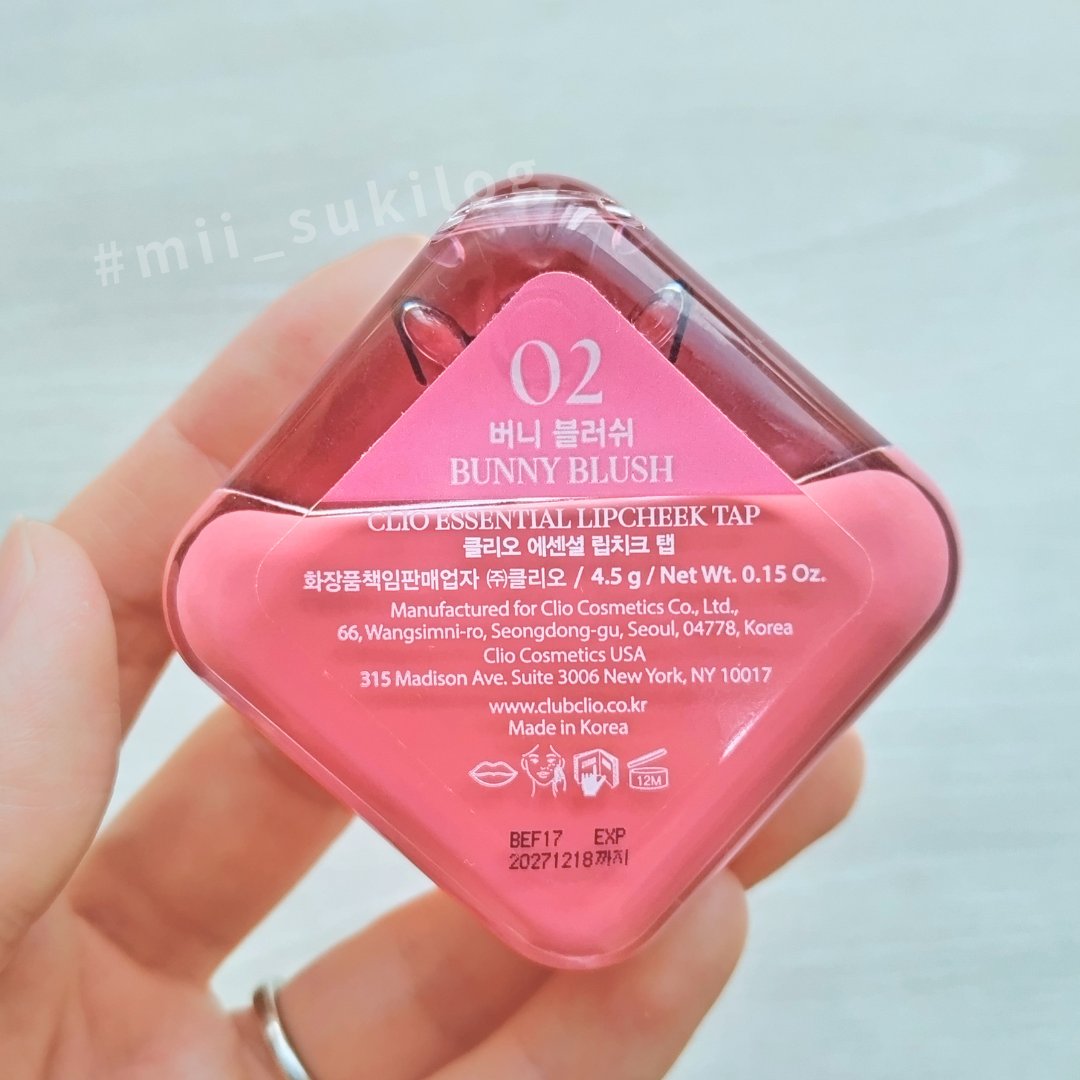 #mii_sukilog
02
버니 블러쉬
BUNNY BLUSH
CLIO ESSENTIAL LIPCHEEK TAP
클리오 에센셜 립치크 탭
화장품책임판매업자 ㈜클리오 / 4.5 g / Net Wt. 0.15 Oz.
Manufactured for Clio Cosmetics Co., Ltd.,
66, Wangsimni-ro, Seongdong-gu, Seoul, 04778, Korea
Clio Cosmetics USA
315 Madison Ave. Suite 3006 New York, NY 10017
www.clubclio.co.kr
Made in Korea
12M
BEF17 EXP
20271218까지